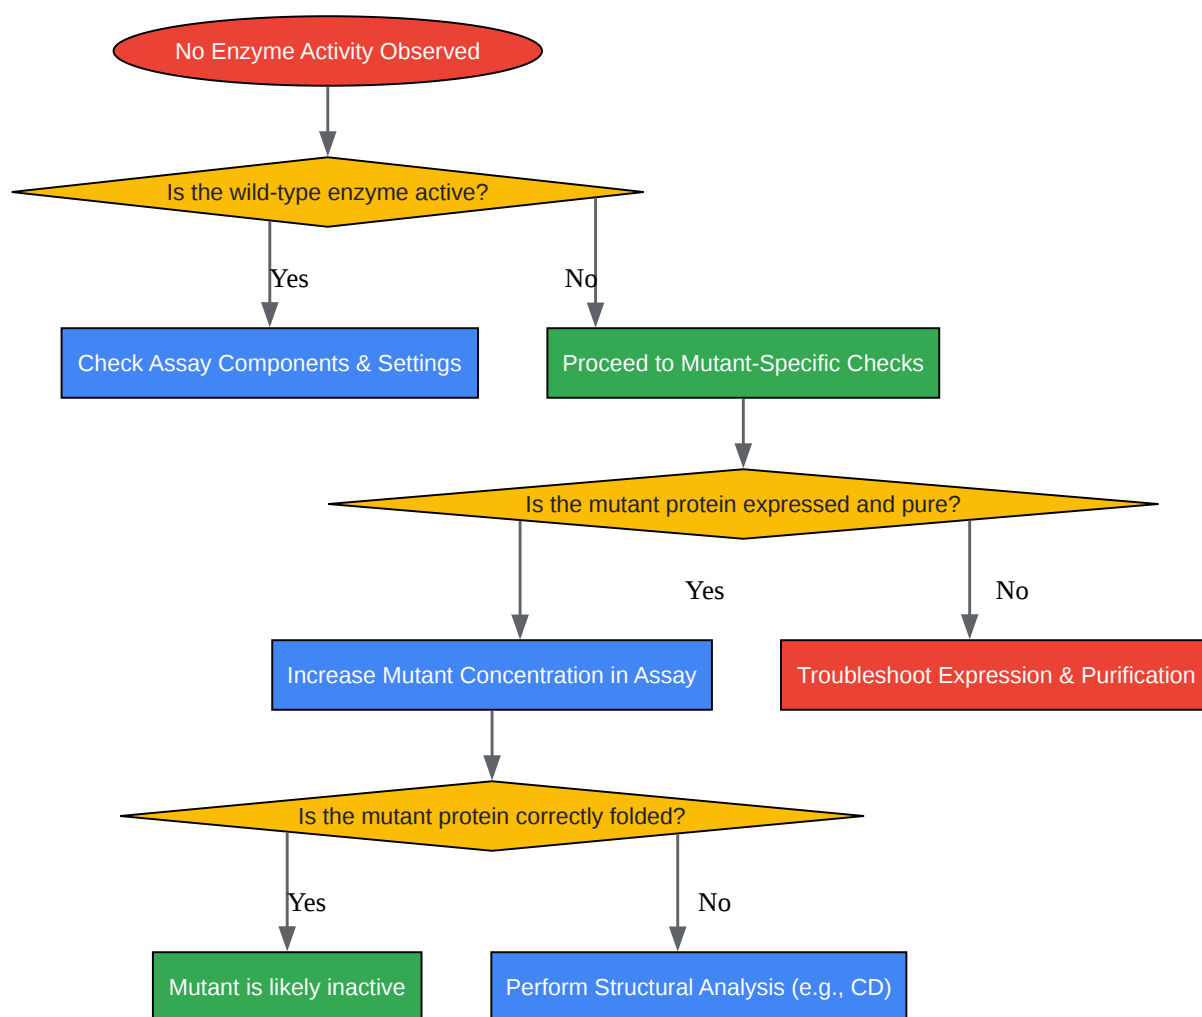 No Enzyme Activity Observed
Is the wild-type enzyme active?
Yes
No
Check Assay Components & Settings
Proceed to Mutant-Specific Checks
Is the mutant protein expressed and pure?
Yes
No
Increase Mutant Concentration in Assay
Troubleshoot Expression & Purification
Is the mutant protein correctly folded?
Yes
No
Mutant is likely inactive
Perform Structural Analysis (e.g., CD)